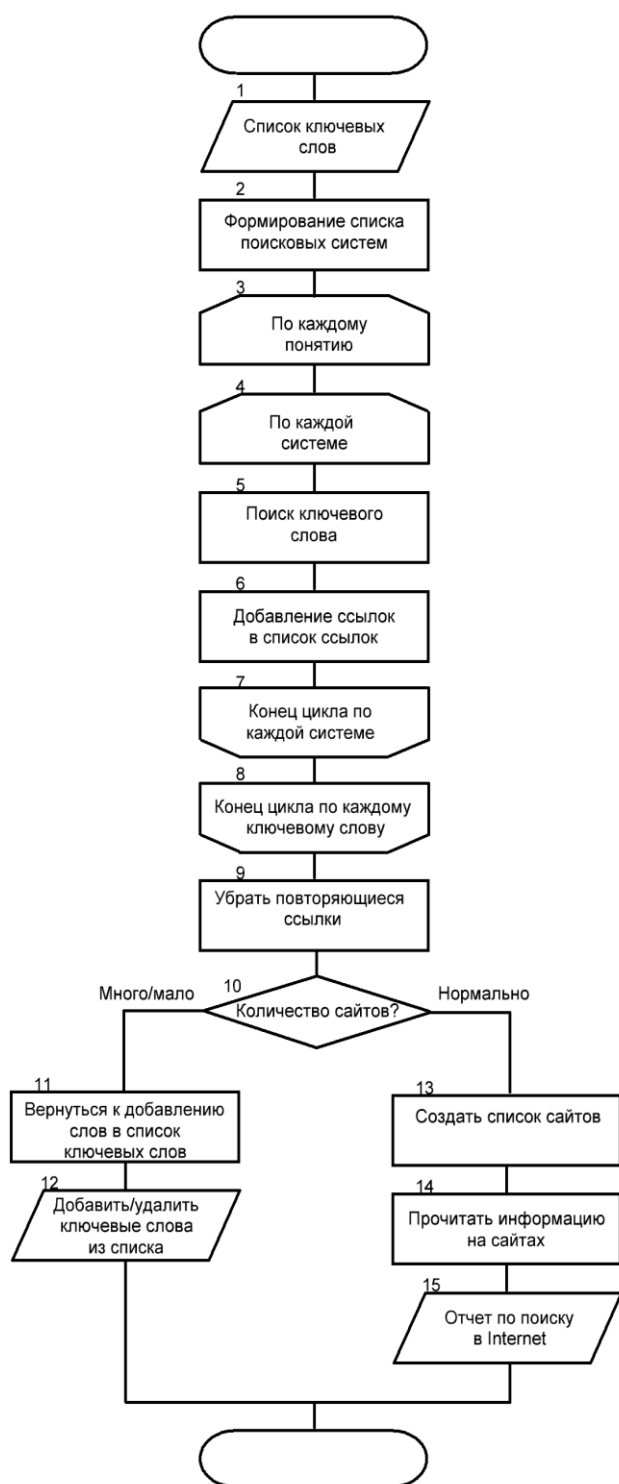 1
Список ключевых
слов
2
Формирование списка
поисковых систем
3
По каждому
понятию
4
По каждой
системе
5
Поиск ключевого
слова
6
Добавление ссылок
в список ссылок
7
Конец цикла по
каждой системе
8
Конец цикла по каждому
ключевому слову
9
Убрать повторяющиеся
ссылки
10
Количество сайтов?
Много/мало
Нормально
11
Вернуться к добавлению
слов в список
ключевых слов
12
Добавить/удалить
ключевые слова
из списка
13
Создать список сайтов
14
Прочитать информацию
на сайтах
15
Отчет по поиску
в Internet